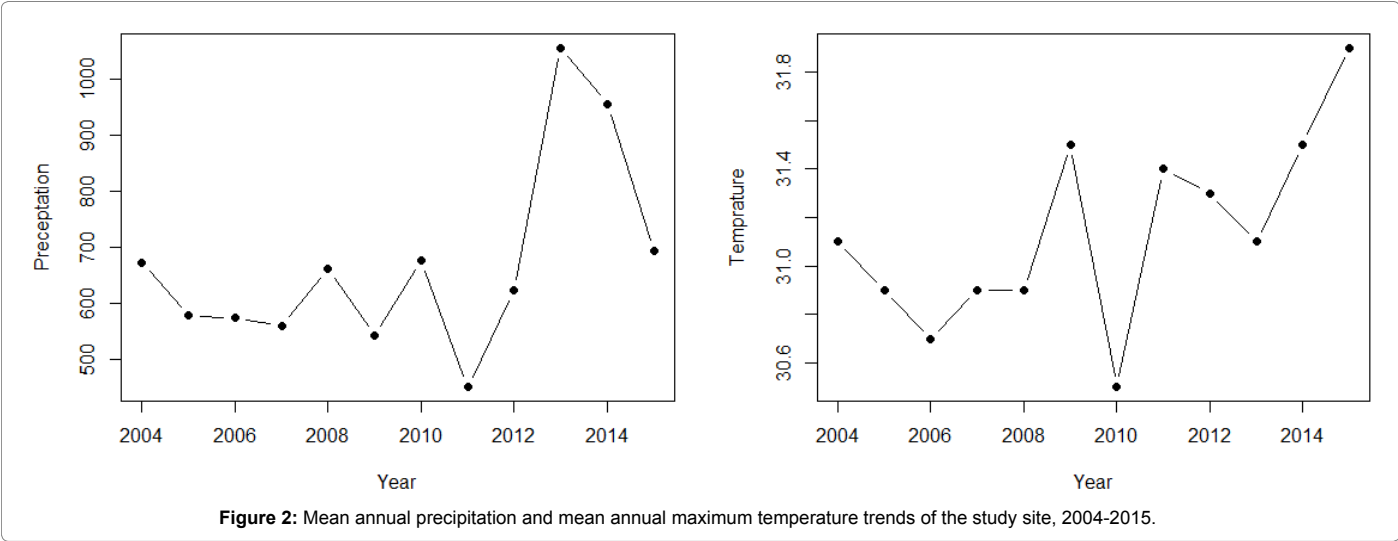 Preceptation
1000
900
800
700
600
500
2004 2006 2008 2010 2012 2014
Year
Temprature
31.8
31.4
31.0
30.6
2004 2006 2008 2010 2012 2014
Year
Figure 2: Mean annual precipitation and mean annual maximum temperature trends of the study site, 2004-2015.